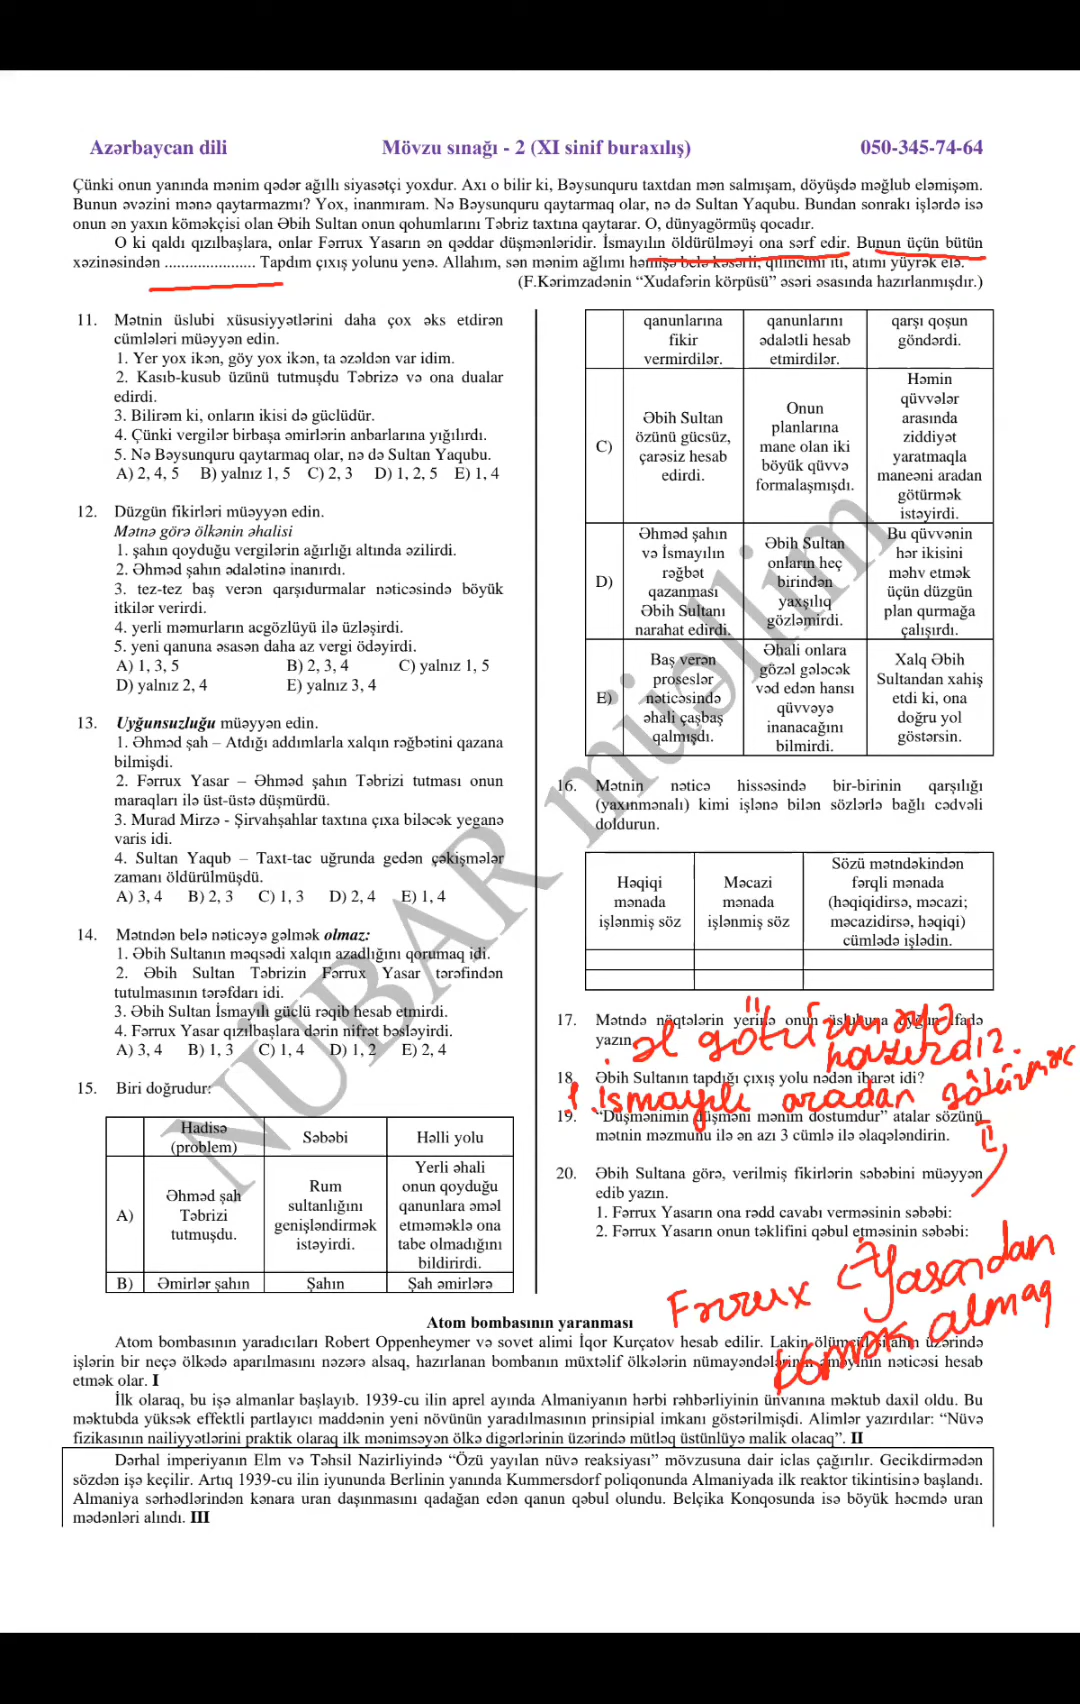 Azərbaycan dili Mövzu sınağı - 2 (XI sinif buraxılış) 050-345-74-64
Çünki onun yanında mənim qədər ağıllı siyasətçi yoxdur. Axı o bilir ki, Bəysunquru taxtdan mən salmışam, döyüşdə məğlub eləmişəm.
Bunun əvəzini mənə qaytarmazmı? Yox, inanmıram. Nə Bəysunquru qaytarmaq olar, nə də Sultan Yaqubu. Bundan sonrakı işlərdə isə
onun ən yaxın köməkçisi olan Əbih Sultan onun qohumlarını Təbriz taxtına qaytarar. O, dünyagörmüş qocadır.
O ki qaldı qızılbaşlara, onlar Fərrux Yasarın ən qəddar düşmənləridir. İsmayılın öldürülməyi ona sərf edir. Bunun üçün bütün
xəzinəsindən ...................... Tapdım çıxış yolunu yenə. Allahım, sən mənim ağlımı həmişə belə kəsərli, qılıncımı iti, atımı yüyrək elə.
(F.Kərimzadənin “Xudafərin körpüsü” əsəri əsasında hazırlanmışdır.)
11. Mətnin üslubi xüsusiyyətlərini daha çox əks etdirən
cümlələri müəyyən edin.
1. Yer yox ikən, göy yox ikən, ta əzəldən var idim.
2. Kasıb-kusub üzünü tutmuşdu Təbrizə və ona dualar
edirdi.
3. Bilirəm ki, onların ikisi də güclüdür.
4. Çünki vergilər birbaşa əmirlərin anbarlarına yığılırdı.
5. Nə Bəysunquru qaytarmaq olar, nə də Sultan Yaqubu.
A) 2, 4, 5 B) yalnız 1, 5 C) 2, 3 D) 1, 2, 5 E) 1, 4
12. Düzgün fikirləri müəyyən edin.
Mətnə görə ölkənin əhalisi
1. şahın qoyduğu vergilərin ağırlığı altında əzilirdi.
2. Əhməd şahın ədalətinə inanırdı.
3. tez-tez baş verən qarşıdurmalar nəticəsində böyük
itkilər verirdi.
4. yerli məmurların acgözlüyü ilə üzləşirdi.
5. yeni qanuna əsasən daha az vergi ödəyirdi.
A) 1, 3, 5 B) 2, 3, 4 C) yalnız 1, 5
D) yalnız 2, 4 E) yalnız 3, 4
13. Uyğunsuzluğu müəyyən edin.
1. Əhməd şah – Atdığı addımlarla xalqın rəğbətini qazana
bilmişdi.
2. Fərrux Yasar – Əhməd şahın Təbrizi tutması onun
maraqları ilə üst-üstə düşmürdü.
3. Murad Mirzə - Şirvahşahlar taxtına çıxa biləcək yeganə
varis idi.
4. Sultan Yaqub – Taxt-tac uğrunda gedən çəkişmələr
zamanı öldürülmüşdü.
A) 3, 4 B) 2, 3 C) 1, 3 D) 2, 4 E) 1, 4
14. Mətndən belə nəticəyə gəlmək olmaz:
1. Əbih Sultanın məqsədi xalqın azadlığını qorumaq idi.
2. Əbih Sultan Təbrizin Fərrux Yasar tərəfindən
tutulmasının tərəfdarı idi.
3. Əbih Sultan İsmayılı güclü rəqib hesab etmirdi.
4. Fərrux Yasar qızılbaşlara dərin nifrət bəsləyirdi.
A) 3, 4 B) 1, 3 C) 1, 4 D) 1, 2 E) 2, 4
15. Biri doğrudur:
Hadisə
(problem) Səbəbi Həlli yolu
A) Əhməd şah
Təbrizi
tutmuşdu.
Rum
sultanlığını
genişləndirmək
istəyirdi.
Yerli əhali
onun qoyduğu
qanunlara əməl
etməməklə ona
tabe olmadığını
bildirirdi.
B) Əmirlər şahın Şahın Şah əmirlərə
qanunlarına
fikir
vermirdilər.
qanunlarını
ədalətli hesab
etmirdilər.
qarşı qoşun
göndərdi.
C) Əbih Sultan
özünü gücsüz,
çarəsiz hesab
edirdi.
Onun
planlarına
mane olan iki
böyük qüvvə
formalaşmışdı.
Həmin
qüvvələr
arasında
ziddiyət
yaratmaqla
maneəni aradan
götürmək
istəyirdi.
D) Əhməd şahın
və İsmayılın
rəğbət
qazanması
Əbih Sultanı
narahat edirdi.
Əbih Sultan
onların heç
birindən
yaxşılıq
gözləmirdi.
Bu qüvvənin
hər ikisini
məhv etmək
üçün düzgün
plan qurmağa
çalışırdı.
E) Baş verən
proseslər
nəticəsində
əhali çaşbaş
qalmışdı.
Əhali onlara
gözəl gələcək
vəd edən hansı
qüvvəyə
inanacağını
bilmirdi.
Xalq Əbih
Sultandan xahiş
etdi ki, ona
doğru yol
göstərsin.
16. Mətnin nəticə hissəsində bir-birinin qarşılığı
(yaxınmənalı) kimi işlənə bilən sözlərlə bağlı cədvəli
doldurun.
Həqiqi
mənada
işlənmiş söz
Məcazi
mənada
işlənmiş söz
Sözü mətndəkindən
fərqli mənada
(həqiqidirsə, məcazi;
məcazidirsə, həqiqi)
cümlədə işlədin.
17. Mətndə nöqtələrin yerinə onun üslubuna uyğun ifadə
yazın.
əl götürməyə
hazırdır.
18. Əbih Sultanın tapdığı çıxış yolu nədən ibarət idi?
İsmayılı aradan götürmək
19. “Düşmənimin düşməni mənim dostumdur” atalar sözünü
mətnin məzmunu ilə ən azı 3 cümlə ilə əlaqələndirin.
20. Əbih Sultana görə, verilmiş fikirlərin səbəbini müəyyən
edib yazın.
1. Fərrux Yasarın ona rədd cavabı verməsinin səbəbi:
2. Fərrux Yasarın onun təklifini qəbul etməsinin səbəbi:
Fərrux Yasardan
kömək almaq
NÜBAR müəllim
Atom bombasının yaranması
Atom bombasının yaradıcıları Robert Oppenheymer və sovet alimi İqor Kurçatov hesab edilir. Lakin ölümcül silahın üzərində
işlərin bir neçə ölkədə aparılmasını nəzərə alsaq, hazırlanan bombanın müxtəlif ölkələrin nümayəndələrinin əməyinin nəticəsi hesab
etmək olar. I
İlk olaraq, bu işə almanlar başlayıb. 1939-cu ilin aprel ayında Almaniyanın hərbi rəhbərliyinin ünvanına məktub daxil oldu. Bu
məktubda yüksək effektli partlayıcı maddənin yeni növünün yaradılmasının prinsipial imkanı göstərilmişdi. Alimlər yazırdılar: “Nüvə
fizikasının nailiyyətlərini praktik olaraq ilk mənimsəyən ölkə digərlərinin üzərində mütləq üstünlüyə malik olacaq”. II
Dərhal imperiyanın Elm və Təhsil Nazirliyində “Özü yayılan nüvə reaksiyası” mövzusuna dair iclas çağırılır. Gecikdirmədən
sözdən işə keçilir. Artıq 1939-cu ilin iyununda Berlinin yanında Kummersdorf poliqonunda Almaniyada ilk reaktor tikintisinə başlandı.
Almaniya sərhədlərindən kənara uran daşınmasını qadağan edən qanun qəbul olundu. Belçika Konqosunda isə böyük həcmdə uran
mədənləri alındı. III